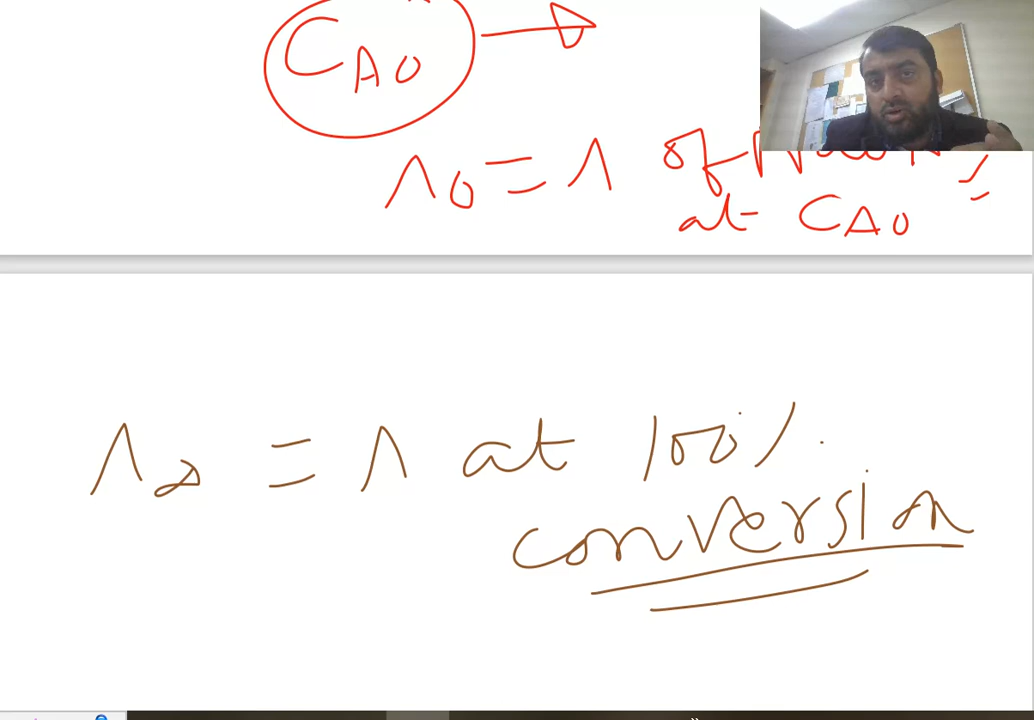 CA0
Λ0 = Λ of
at CA0
Λ∞ = Λ at 100%
conversion